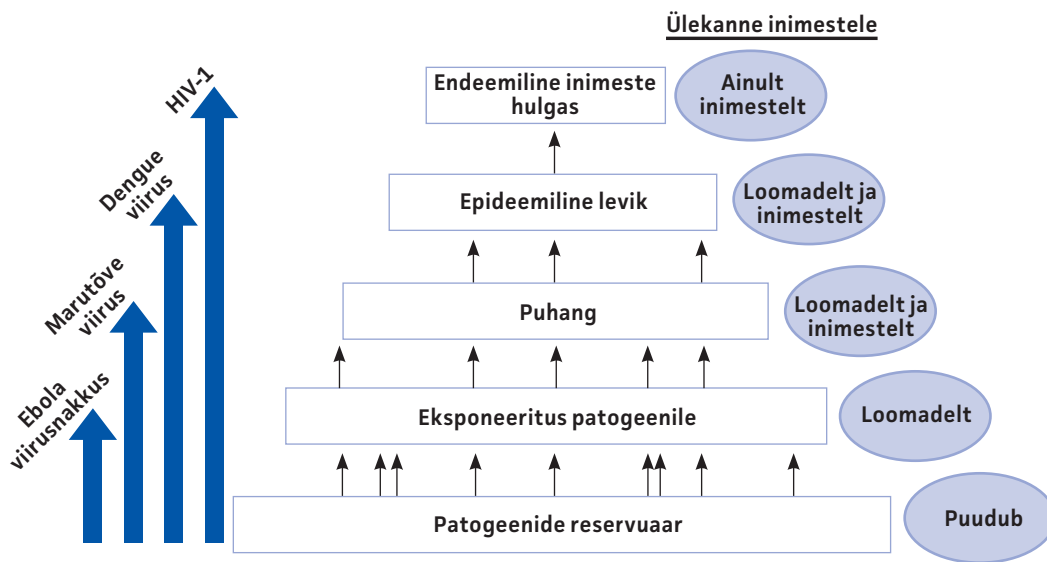 Ülekanne inimestele
HIV-1
Endeemiline inimeste
hulgas
Ainult
inimestelt
Dengue
viirus
Epideemiline levik
Loomadelt ja
inimestelt
Marutõve
viirus
Puhang
Loomadelt ja
inimestelt
Ebola
viirusnakkus
Eksponeeritus patogeenile
Loomadelt
Patogeenide reservuaar
Puudub